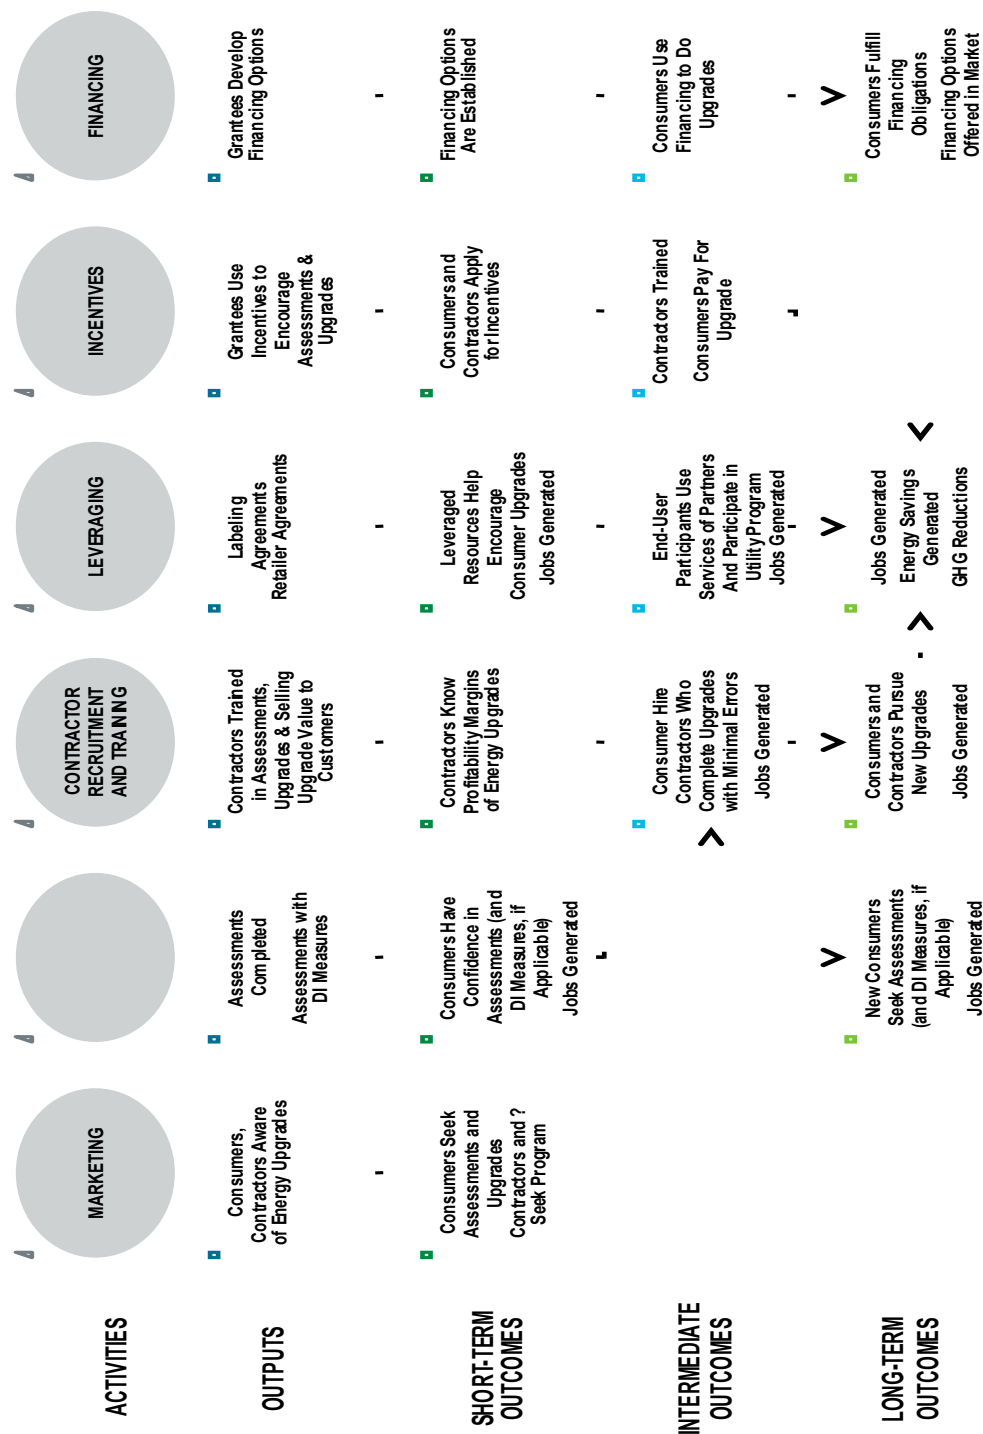 ACTIVITIES
MARKETING
CONTRACTOR
RECRUITMENT
AND TRAINING
LEVERAGING
INCENTIVES
FINANCING
OUTPUTS
Consumers,
Contractors Aware
of Energy Upgrades
Assessments
Completed
Assessments with
DI Measures
Contractors Trained
in Assessments,
Upgrades & Selling
Upgrade Value to
Customers
Labeling
Agreements
Retailer Agreements
Grantees Use
Incentives to
Encourage
Assessments &
Upgrades
Grantees Develop
Financing Options
SHORT-TERM
OUTCOMES
Consumers Seek
Assessments and
Upgrades
Contractors and ?
Seek Program
Consumers Have
Confidence in
Assessments (and
DI Measures, if
Applicable)
Jobs Generated
Contractors Know
Profitability Margins
of Energy Upgrades
Leveraged
Resources Help
Encourage
Consumer Upgrades
Jobs Generated
Consumers and
Contractors Apply
for Incentives
Financing Options
Are Established
INTERMEDIATE
OUTCOMES
Consumer Hire
Contractors Who
Complete Upgrades
with Minimal Errors
Jobs Generated
End-User
Participants Use
Services of Partners
And Participate in
Utility Program
Jobs Generated
Contractors Trained
Consumers Pay For
Upgrade
Consumers Use
Financing to Do
Upgrades
LONG-TERM
OUTCOMES
New Consumers
Seek Assessments
(and DI Measures, if
Applicable)
Jobs Generated
Consumers and
Contractors Pursue
New Upgrades
Jobs Generated
Jobs Generated
Energy Savings
Generated
GHG Reductions
Consumers Fulfill
Financing
Obligations
Financing Options
Offered in Market